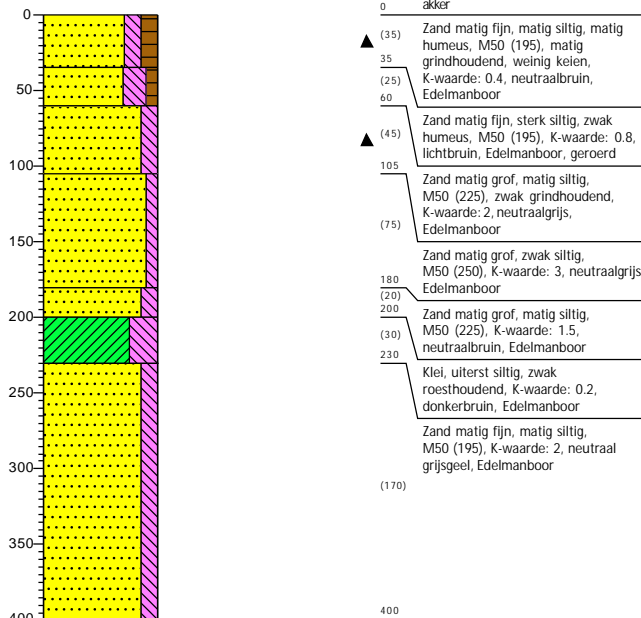 0
50
100
150
200
250
300
350
400
0
akker
(35)
Zand matig fijn, matig siltig, matig
humeus, M50 (195), matig
grindhoudend, weinig keien,
K-waarde: 0.4, neutraalbruin,
Edelmanboor
35
(25)
60
Zand matig fijn, sterk siltig, zwak
humeus, M50 (195), K-waarde: 0.8,
lichtbruin, Edelmanboor, geroerd
(45)
105
Zand matig grof, matig siltig,
M50 (225), zwak grindhoudend,
K-waarde: 2, neutraalgrijs,
Edelmanboor
(75)
180
Zand matig grof, zwak siltig,
M50 (250), K-waarde: 3, neutraalgrijs
Edelmanboor
(20)
200
Zand matig grof, matig siltig,
M50 (225), K-waarde: 1.5,
neutraalbruin, Edelmanboor
(30)
230
Klei, uiterst siltig, zwak
roesthoudend, K-waarde: 0.2,
donkerbruin, Edelmanboor
Zand matig fijn, matig siltig,
M50 (195), K-waarde: 2, neutraal
grijsgeel, Edelmanboor
(170)
400